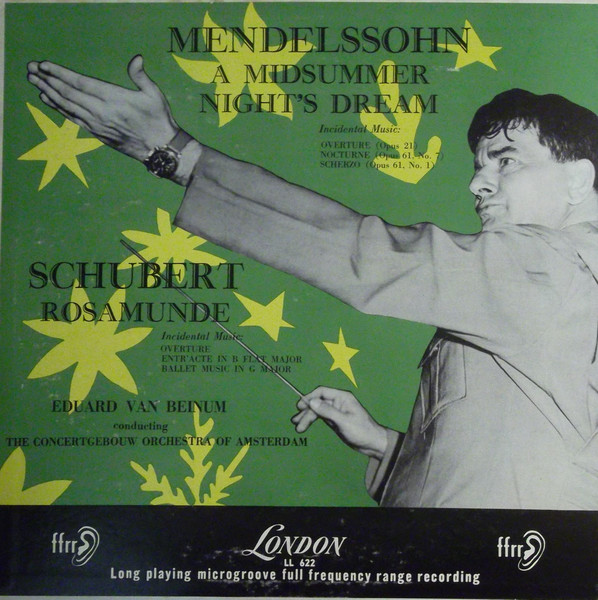 MENDELSSOHN
A MIDSUMMER
NIGHT'S DREAM
Incidental Music:
OVERTURE (Opus 21)
NOCTURNE (Opus 61, No. 7)
SCHERZO (Opus 61, No. 1)
SCHUBERT
ROSAMUNDE
Incidental Music:
OVERTURE
ENTR'ACTE IN B FLAT MAJOR
BALLET MUSIC IN G MAJOR
EDUARD VAN BEINUM
conducting
THE CONCERTGEBOUW ORCHESTRA OF AMSTERDAM
ffrr
LONDON
ffrr
LL 622
Long playing microgroove full frequency range recording